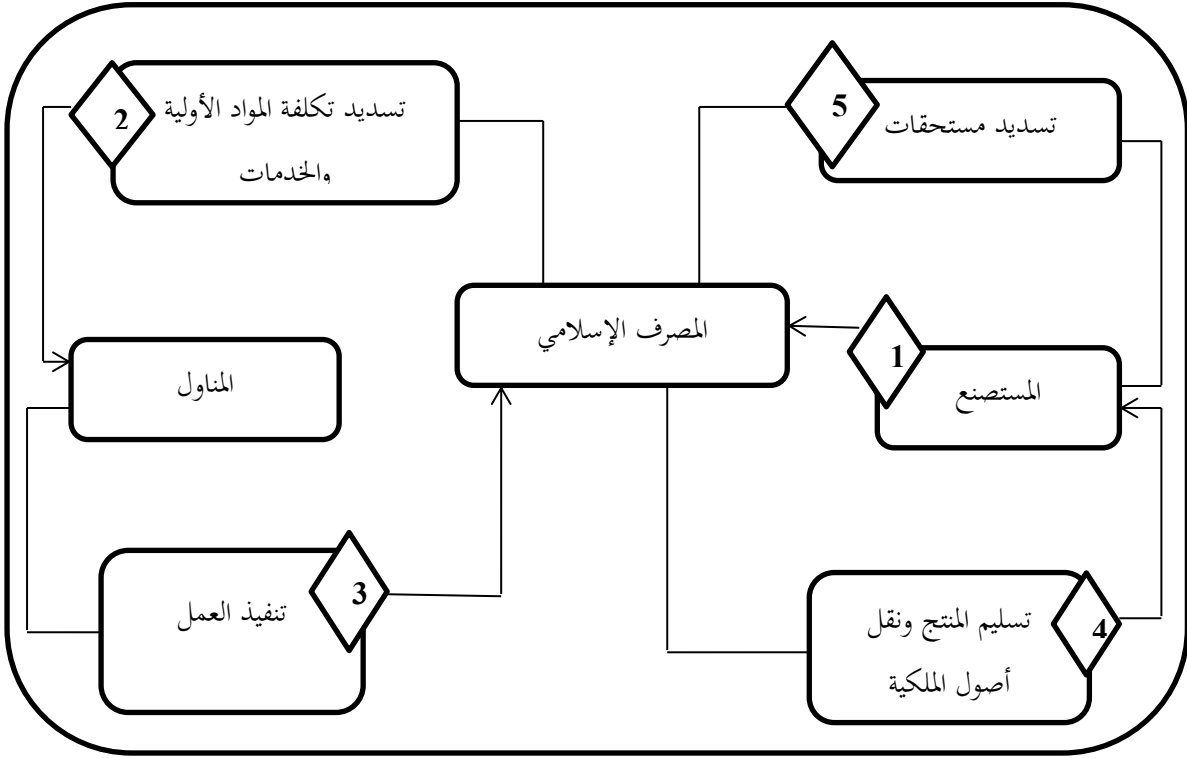 5
تسديد مستحقات
2
تسديد تكلفة المواد الأولية
والخدمات
المصرف الإسلامي
1
المستصنع
المناول
3
تنفيذ العمل
4
تسليم المنتج ونقل
أصول الملكية